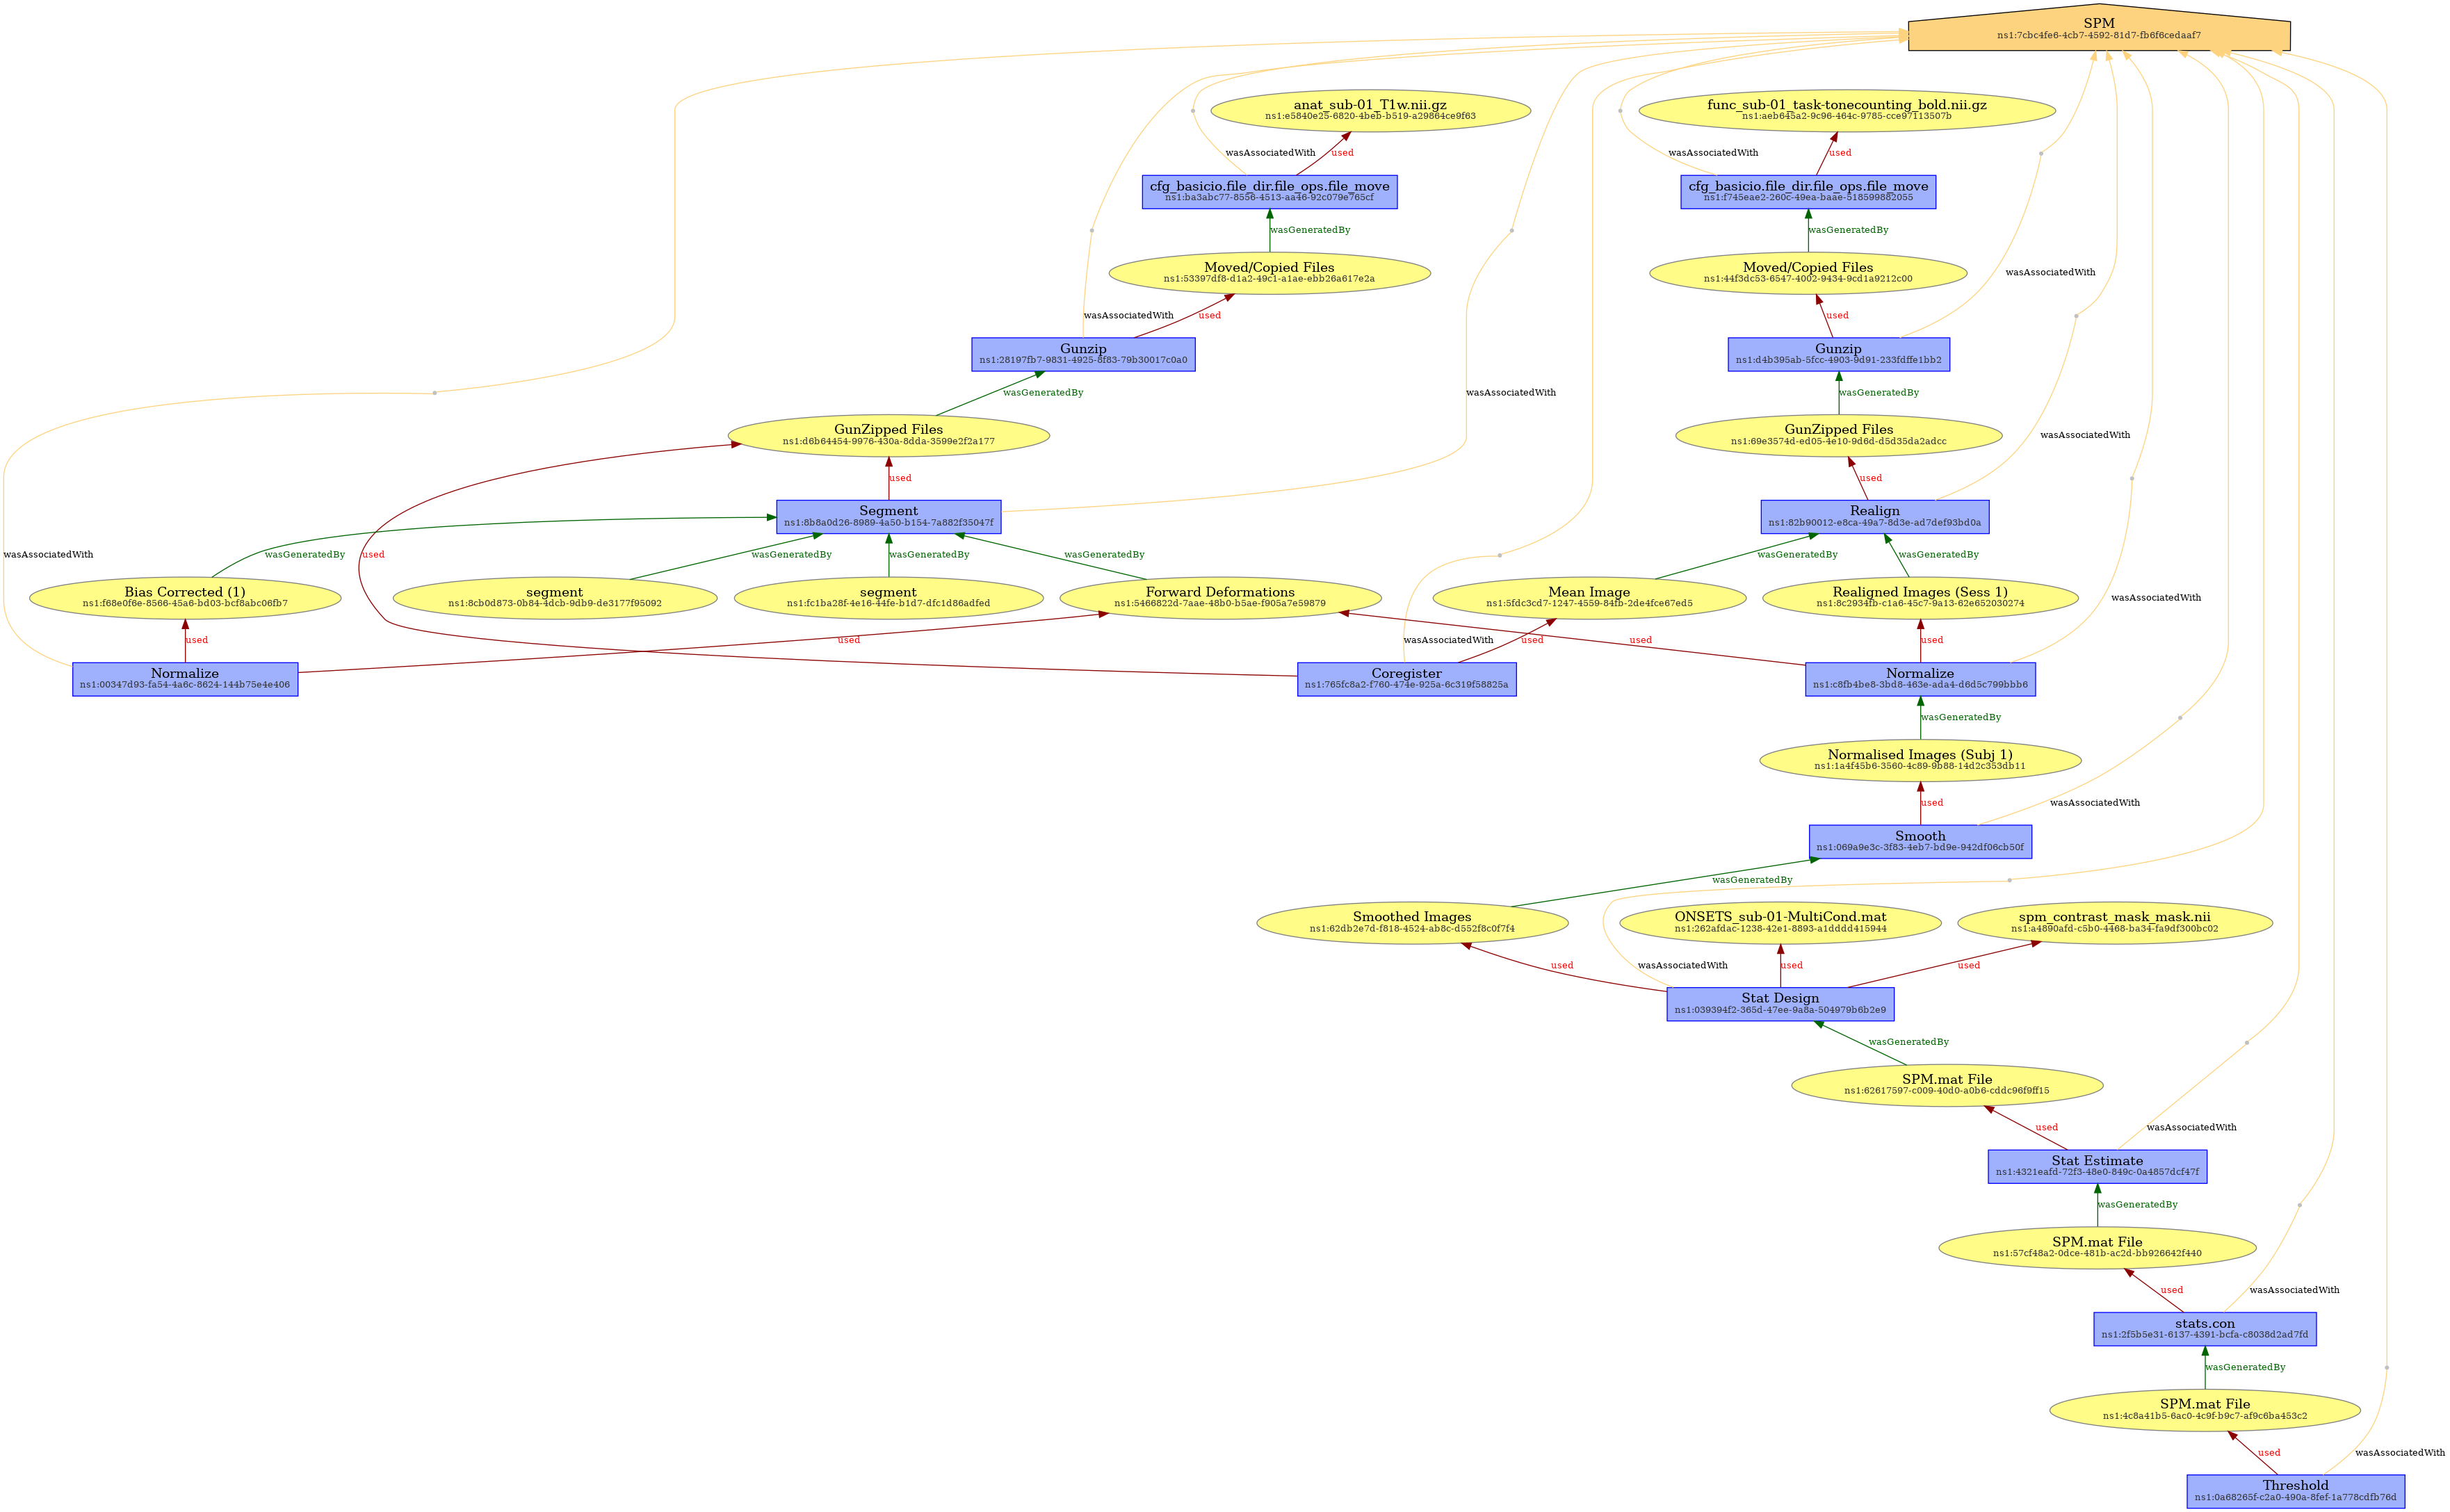 SPM
ns1:7cbc4fe6-4cb7-4592-81d7-fb6f6cedaaf7
anat_sub-01_T1w.nii.gz
ns1:e5840e25-6820-4beb-b519-a29864ce9f63
func_sub-01_task-tonecounting_bold.nii.gz
ns1:aeb645a2-9c96-464c-9785-cce97113507b
wasAssociatedWith
used
wasAssociatedWith
used
cfg_basicio.file_dir.file_ops.file_move
ns1:ba3abc77-8556-4513-aa46-92c079e765cf
cfg_basicio.file_dir.file_ops.file_move
ns1:f745eae2-260c-49ea-baae-518599882055
wasGeneratedBy
wasGeneratedBy
Moved/Copied Files
ns1:53397df8-d1a2-49c1-a1ae-ebb26a617e2a
Moved/Copied Files
ns1:44f3dc53-6547-4002-9434-9cd1a9212c00
wasAssociatedWith
wasAssociatedWith
used
used
Gunzip
ns1:28197fb7-9831-4925-8f83-79b30017c0a0
Gunzip
ns1:d4b395ab-5fcc-4903-9d91-233fdffe1bb2
wasGeneratedBy
wasAssociatedWith
wasGeneratedBy
GunZipped Files
ns1:d6b64454-9976-430a-8dda-3599e2f2a177
GunZipped Files
ns1:69e3574d-ed05-4e10-9d6d-d5d35da2adcc
wasAssociatedWith
used
used
Segment
ns1:8b8a0d26-8989-4a50-b154-7a882f35047f
Realign
ns1:82b90012-e8ca-49a7-8d3e-ad7def93bd0a
wasAssociatedWith
wasGeneratedBy
used
wasGeneratedBy
wasGeneratedBy
wasGeneratedBy
wasGeneratedBy
wasGeneratedBy
Bias Corrected (1)
ns1:f68e0f6e-8566-45a6-bd03-bcf8abc06fb7
segment
ns1:8cb0d873-0b84-4dcb-9db9-de3177f95092
segment
ns1:fc1ba28f-4e16-44fe-b1d7-dfc1d86adfed
Forward Deformations
ns1:5466822d-7aae-48b0-b5ae-f905a7e59879
Mean Image
ns1:5fdc3cd7-1247-4559-84fb-2de4fce67ed5
Realigned Images (Sess 1)
ns1:8c2934fb-c1a6-45c7-9a13-62e652030274
wasAssociatedWith
used
used
wasAssociatedWith
used
used
used
Normalize
ns1:00347d93-fa54-4a6c-8624-144b75e4e406
Coregister
ns1:765fc8a2-f760-474e-925a-6c319f58825a
Normalize
ns1:c8fb4be8-3bd8-463e-ada4-d6d5c799bbb6
wasGeneratedBy
Normalised Images (Subj 1)
ns1:1a4f45b6-3560-4c89-9b88-14d2c353db11
used
wasAssociatedWith
Smooth
ns1:069a9e3c-3f83-4eb7-bd9e-942df06cb50f
wasGeneratedBy
Smoothed Images
ns1:62db2e7d-f818-4524-ab8c-d552f8c0f7f4
ONSETS_sub-01-MultiCond.mat
ns1:262afdac-1238-42e1-8893-a1dddd415944
spm_contrast_mask_mask.nii
ns1:a4890afd-c5b0-4468-ba34-fa9df300bc02
used
wasAssociatedWith
used
used
Stat Design
ns1:039394f2-365d-47ee-9a8a-504979b6b2e9
wasGeneratedBy
SPM.mat File
ns1:62617597-c009-40d0-a0b6-cddc96f9ff15
used
wasAssociatedWith
Stat Estimate
ns1:4321eafd-72f3-48e0-849c-0a4857dcf47f
wasGeneratedBy
SPM.mat File
ns1:57cf48a2-0dce-481b-ac2d-bb926642f440
used
wasAssociatedWith
stats.con
ns1:2f5b5e31-6137-4391-bcfa-c8038d2ad7fd
wasGeneratedBy
SPM.mat File
ns1:4c8a41b5-6ac0-4c9f-b9c7-af9c6ba453c2
used
wasAssociatedWith
Threshold
ns1:0a68265f-c2a0-490a-8fef-1a778cdfb76d